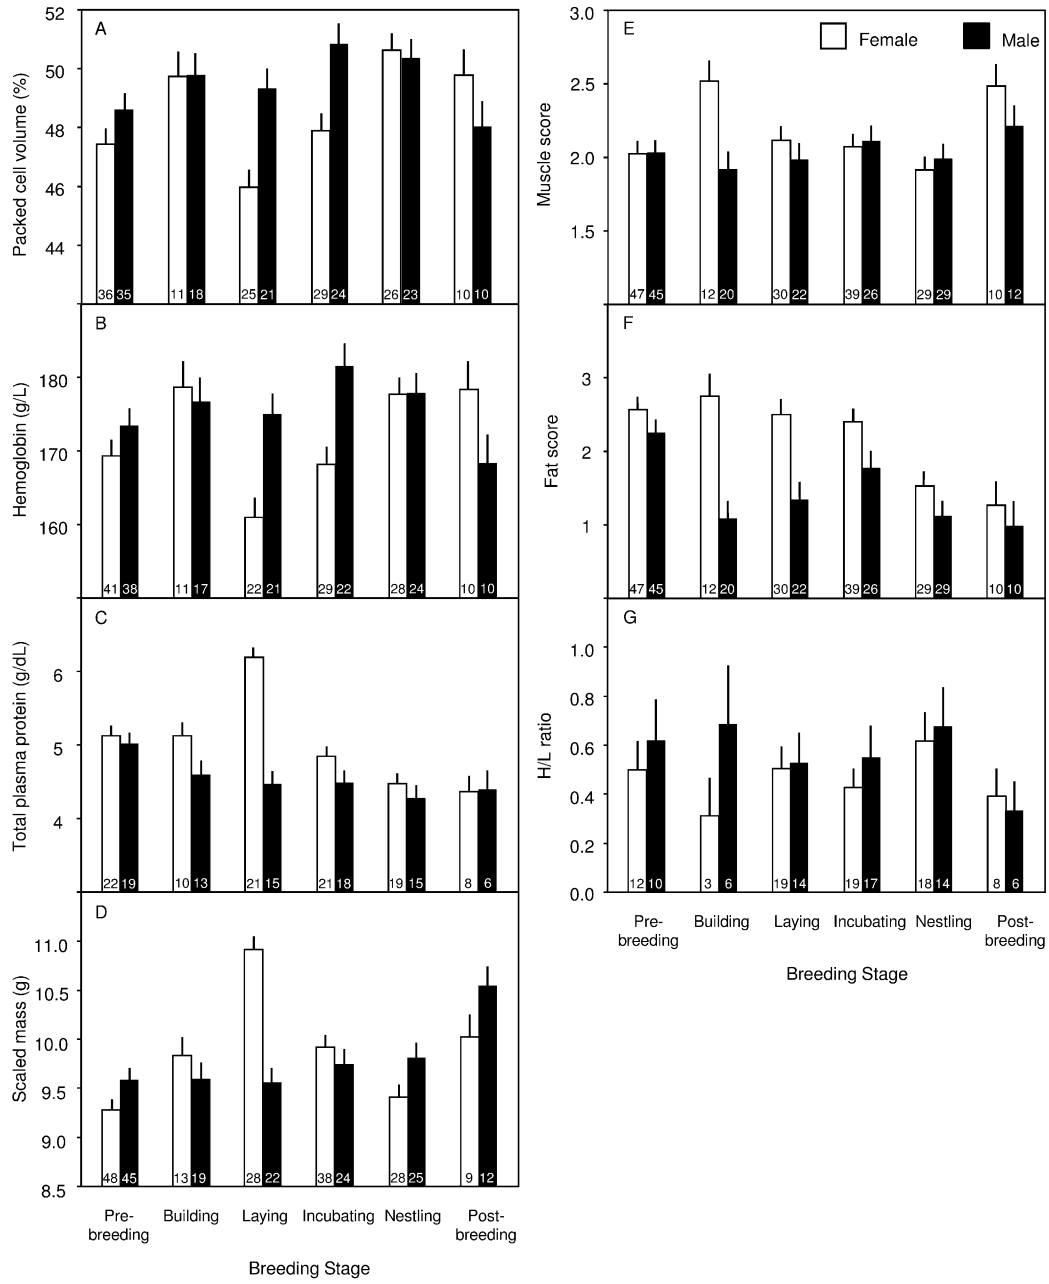 A
Packed cell volume (%)
52
50
48
46
44
36 35 11 18 25 21 29 24 26 23 10 10
B
Hemoglobin (g/L)
180
170
160
41 38 11 17 22 21 29 22 28 24 10 10
C
Total plasma protein (g/dL)
6
5
4
22 19 10 13 21 15 21 18 19 15 8 6
D
Scaled mass (g)
11.0
10.5
10.0
9.5
9.0
8.5
48 45 13 19 28 22 38 24 28 25 9 12
Pre- Building Laying Incubating Nestling Post-
breeding breeding
Breeding Stage
E
Female Male
Muscle score
3.0
2.5
2.0
1.5
47 45 12 20 30 22 39 26 29 29 10 12
F
Fat score
3
2
1
47 45 12 20 30 22 39 26 29 29 10 10
G
H/L ratio
1.0
0.8
0.6
0.4
0.2
0.0
12 10 3 6 19 14 19 17 18 14 8 6
Pre- Building Laying Incubating Nestling Post-
breeding breeding
Breeding Stage